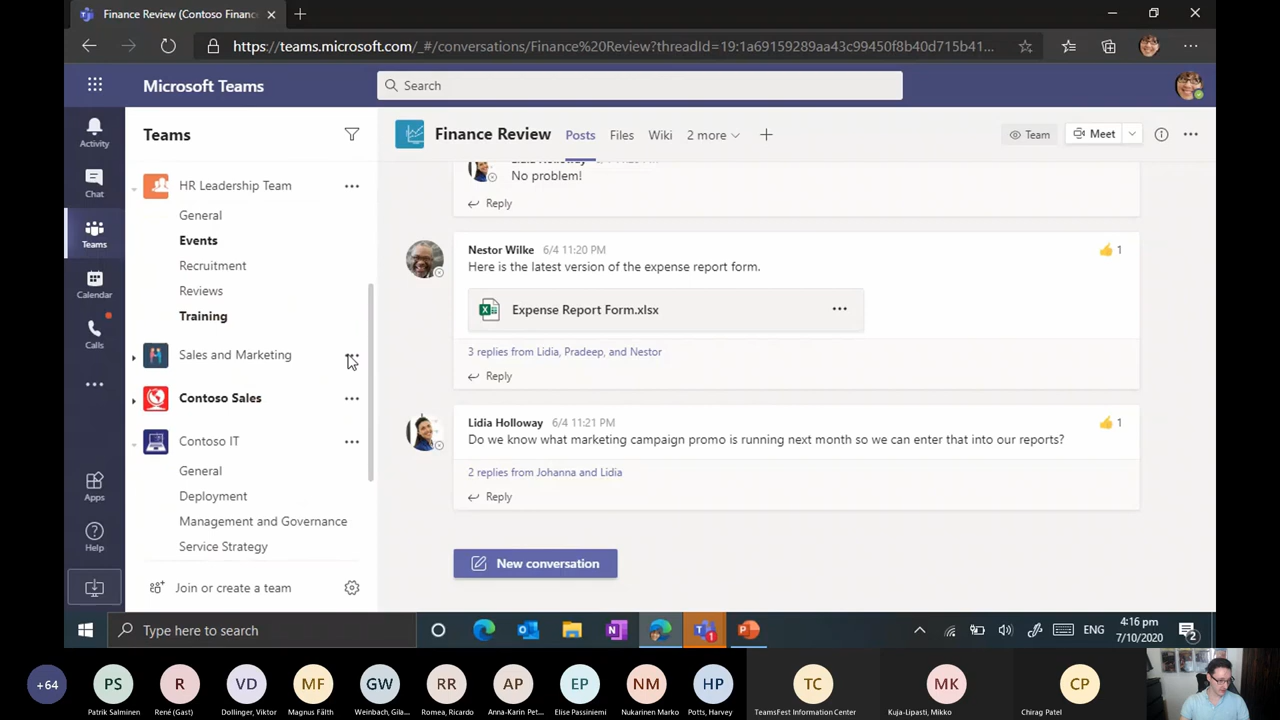 Finance Review (Contoso Financ
https://teams.microsoft.com/_#/conversations/Finance%20Review?threadId=19:1a69159289aa43c99450f8b40d715b41...
Microsoft Teams
Search
Activity
Chat
Teams
Calendar
Calls
Apps
Help
Teams
HR Leadership Team
General
Events
Recruitment
Reviews
Training
Sales and Marketing
Contoso Sales
Contoso IT
General
Deployment
Management and Governance
Service Strategy
Join or create a team
Finance Review
Posts
Files
Wiki
2 more
Team
Meet
No problem!
Reply
Nestor Wilke 6/4 11:20 PM
1
Here is the latest version of the expense report form.
Expense Report Form.xlsx
3 replies from Lidia, Pradeep, and Nestor
Reply
Lidia Holloway 6/4 11:21 PM
1
Do we know what marketing campaign promo is running next month so we can enter that into our reports?
2 replies from Johanna and Lidia
Reply
New conversation
Type here to search
ENG
4:16 pm
7/10/2020
2
+64
PS
R
VD
MF
GW
RR
AP
EP
NM
HP
TC
MK
CP
Patrik Salminen
René (Gast)
Dollinger, Viktor
Magnus Fälth
Weinbach, Gila...
Romea, Ricardo
Anna-Karin Pet...
Elise Passiniemi
Nukarinen Marko
Potts, Harvey
TeamsFest Information Center
Kuja-Lipasti, Mikko
Chirag Patel